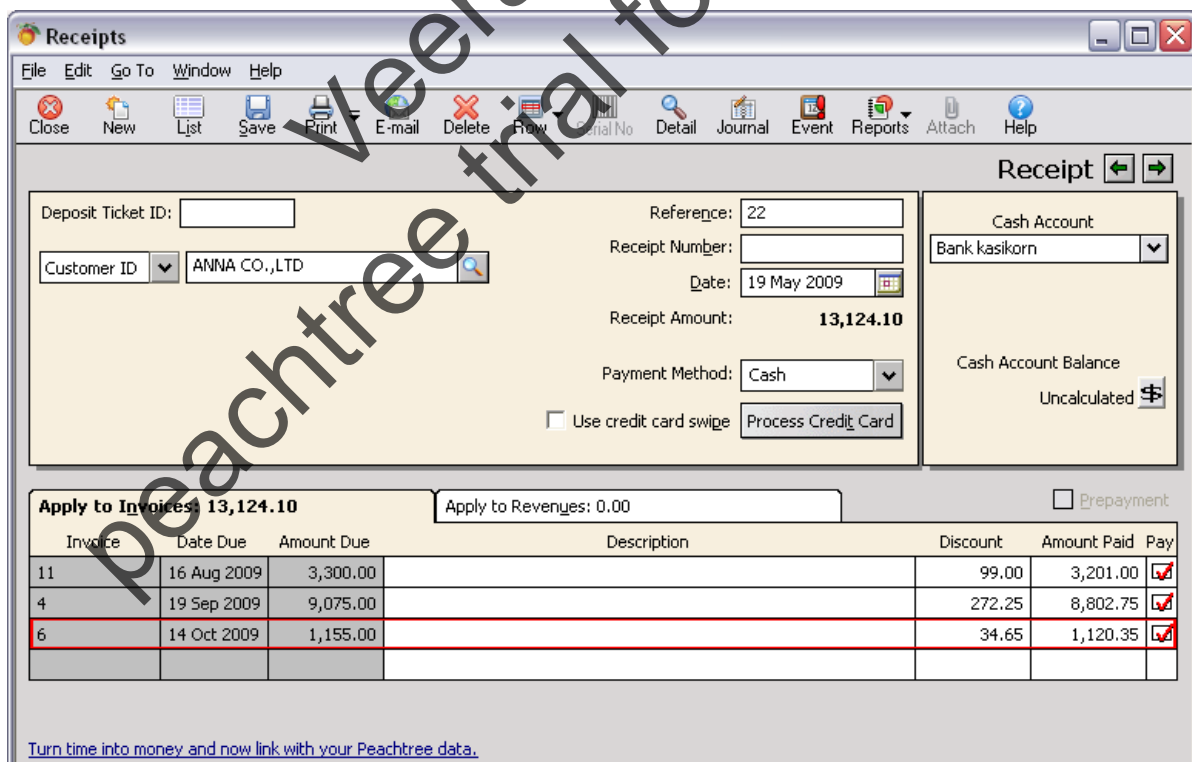 Receipts
File Edit Go To Window Help
Close New List Save Print E-mail Delete Row Serial No Detail Journal Event Reports Attach Help
Receipt
Deposit Ticket ID:
Reference: 22
Cash Account
Receipt Number:
Bank kasikorn
Customer ID ANNA CO.,LTD
Date: 19 May 2009
Receipt Amount: 13,124.10
Cash Account Balance
Payment Method: Cash
Uncalculated
Use credit card swipe Process Credit Card
Apply to Invoices: 13,124.10 Apply to Revenues: 0.00 Prepayment
Invoice Date Due Amount Due Description Discount Amount Paid Pay
11 16 Aug 2009 3,300.00 99.00 3,201.00
4 19 Sep 2009 9,075.00 272.25 8,802.75
6 14 Oct 2009 1,155.00 34.65 1,120.35
Turn time into money and now link with your Peachtree data.
peachtree trial